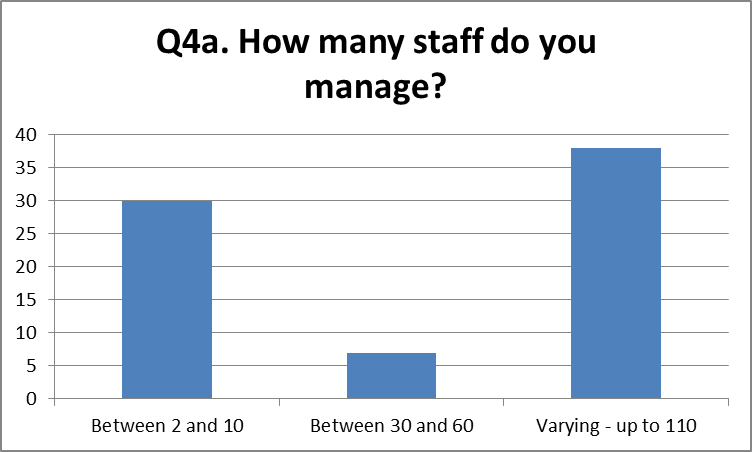 Q4a. How many staff do you
manage?
40
35
30
25
20
15
10
5
0
Between 2 and 10
Between 30 and 60
Varying - up to 110